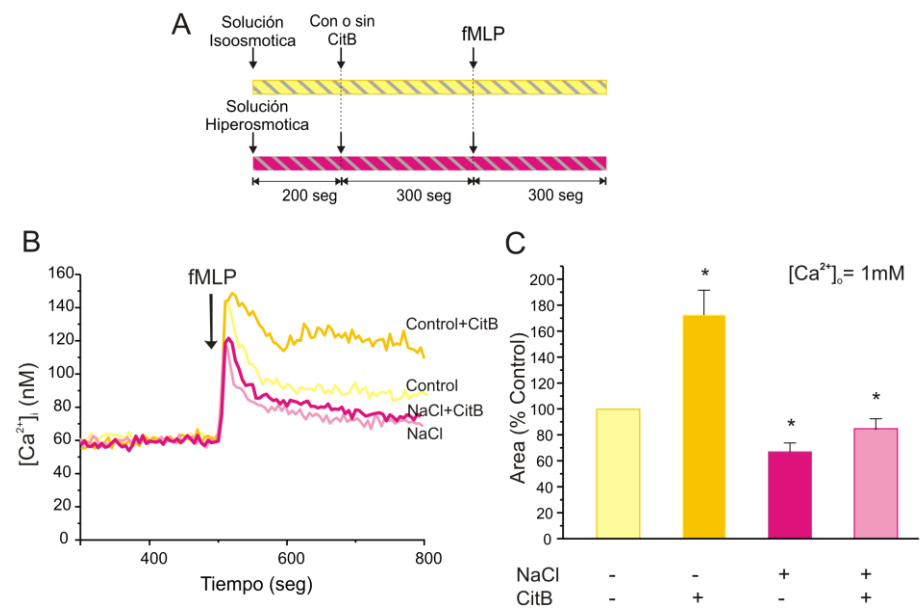 A
Solución
Isoosmotica
Con o sin
CitB
fMLP
Solución
Hiperosmotica
200 seg
300 seg
300 seg
B
160
140
120
100
80
60
40
20
0
[Ca²⁺]ᵢ (nM)
fMLP
Control+CitB
Control
NaCl+CitB
NaCl
400
600
800
Tiempo (seg)
C
[Ca²⁺]ₒ= 1mM
200
180
160
140
120
100
80
60
40
20
0
Area (% Control)
*
*
*
NaCl - - + +
CitB - + - +